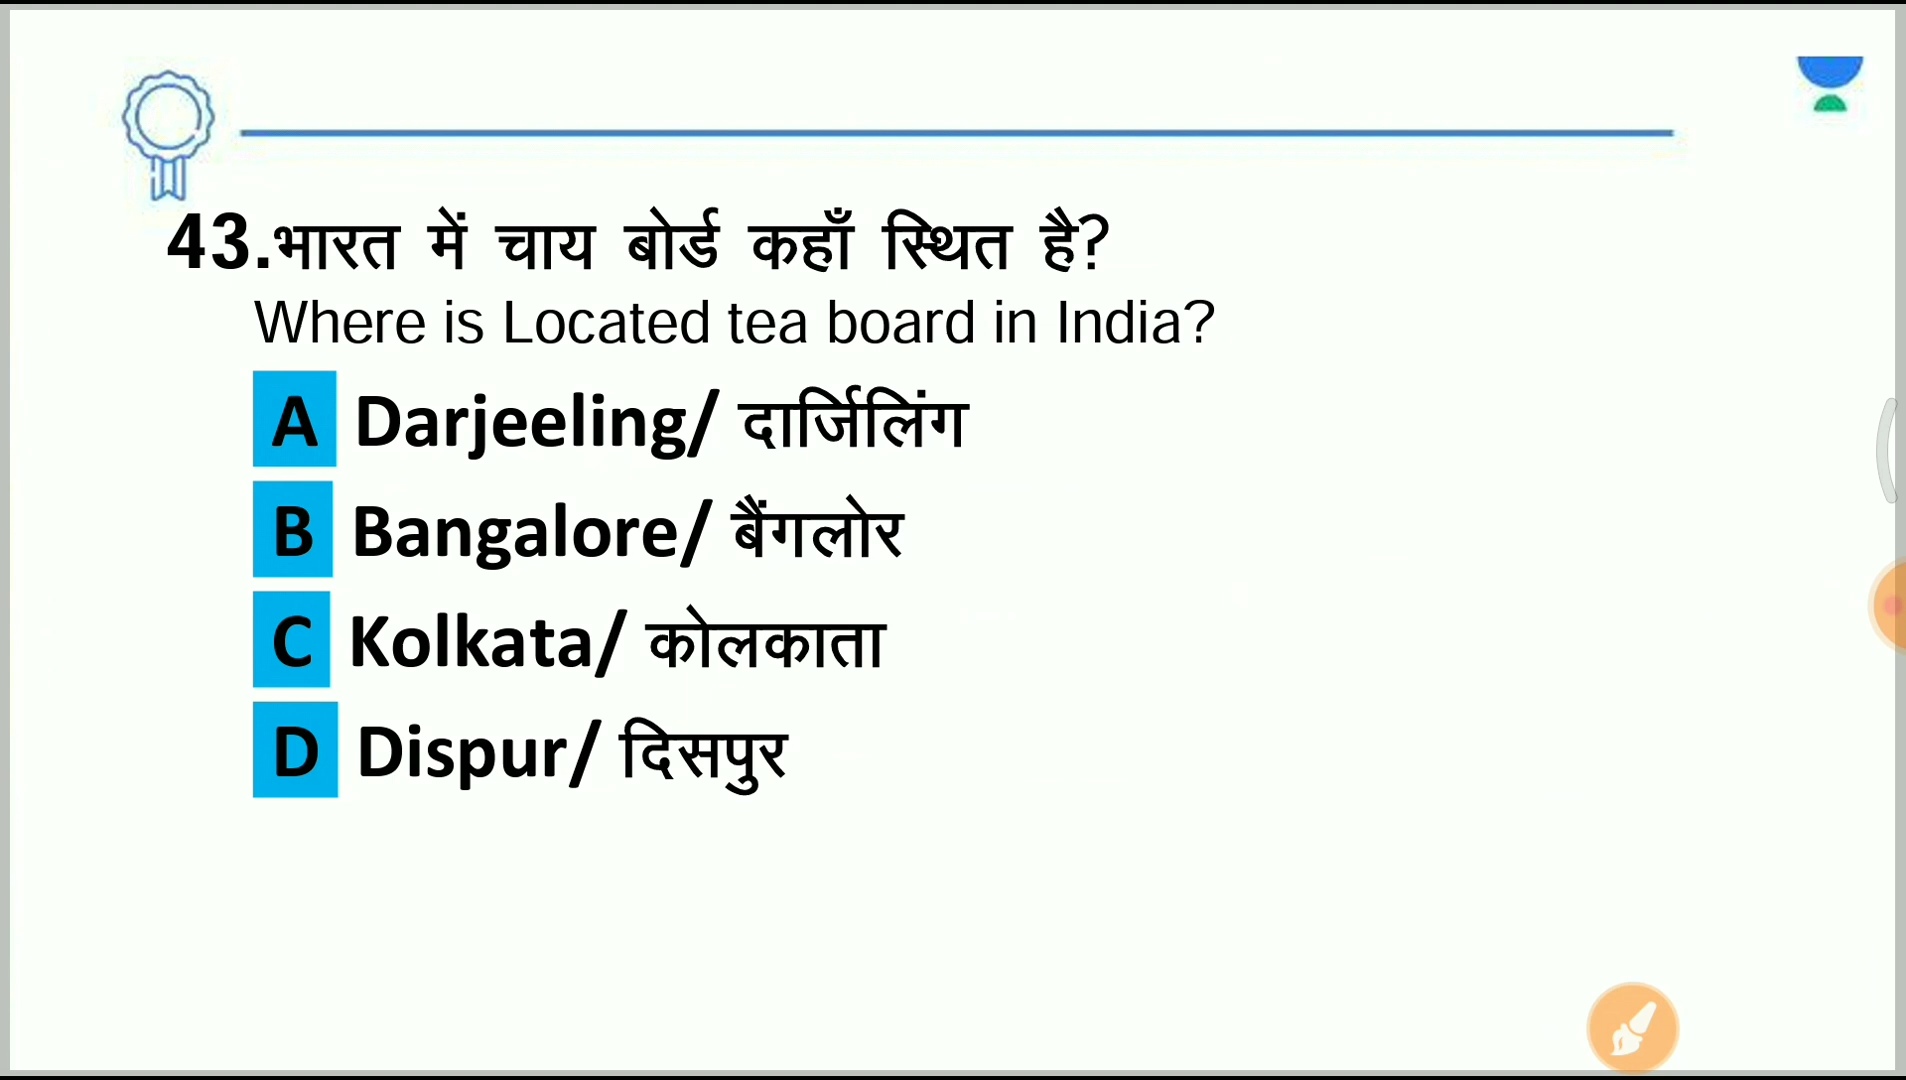 43.भारत में चाय बोर्ड कहाँ स्थित है?
Where is Located tea board in India?
A Darjeeling/ दार्जिलिंग
B Bangalore/ बैंगलोर
C Kolkata/ कोलकाता
D Dispur/ दिसपुर